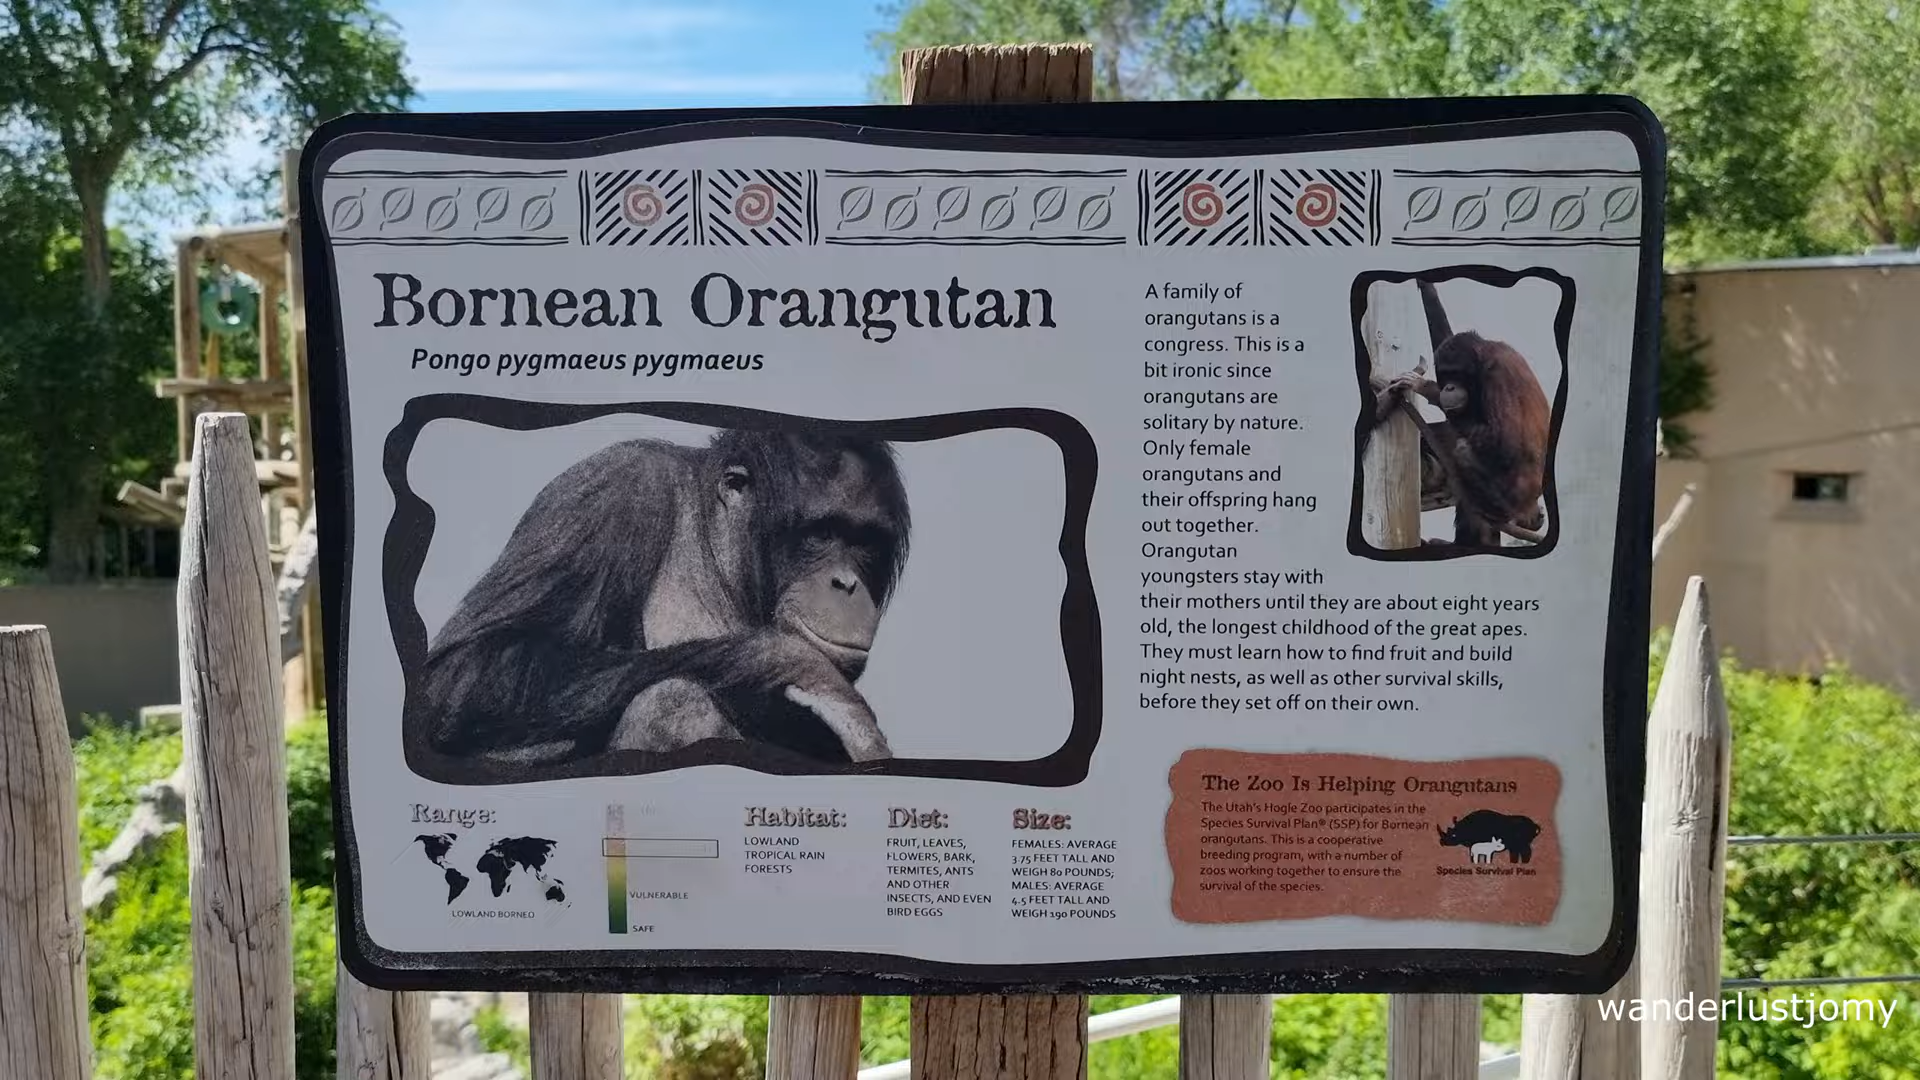 Bornean Orangutan
Pongo pygmaeus pygmaeus
A family of
orangutans is a
congress. This is a
bit ironic since
orangutans are
solitary by nature.
Only female
orangutans and
their offspring hang
out together.
Orangutan
youngsters stay with
their mothers until they are about eight years
old, the longest childhood of the great apes.
They must learn how to find fruit and build
night nests, as well as other survival skills,
before they set off on their own.
Range:
LOWLAND BORNEO
VULNERABLE
SAFE
Habitat:
LOWLAND
TROPICAL RAIN
FORESTS
Diet:
FRUIT, LEAVES,
FLOWERS, BARK,
TERMITES, ANTS
AND OTHER
INSECTS, AND EVEN
BIRD EGGS
Size:
FEMALES: AVERAGE
3.75 FEET TALL AND
WEIGH 80 POUNDS;
MALES: AVERAGE
4.5 FEET TALL AND
WEIGH 190 POUNDS
The Zoo Is Helping Orangutans
The Utah's Hogle Zoo participates in the
Species Survival Plan® (SSP) for Bornean
orangutans. This is a cooperative
breeding program, with a number of
zoos working together to ensure the
survival of the species.
Species Survival Plan
wanderlustjomy